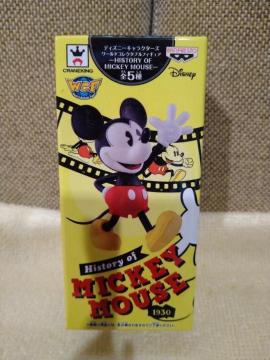 CRANEKING
ディズニーキャラクターズ
ワールドコレクタブルフィギュア
—HISTORY OF
MICKEY MOUSE—
全5種
BANPRESTO
Disney
WCF
History of
MICKEY
MOUSE
1930